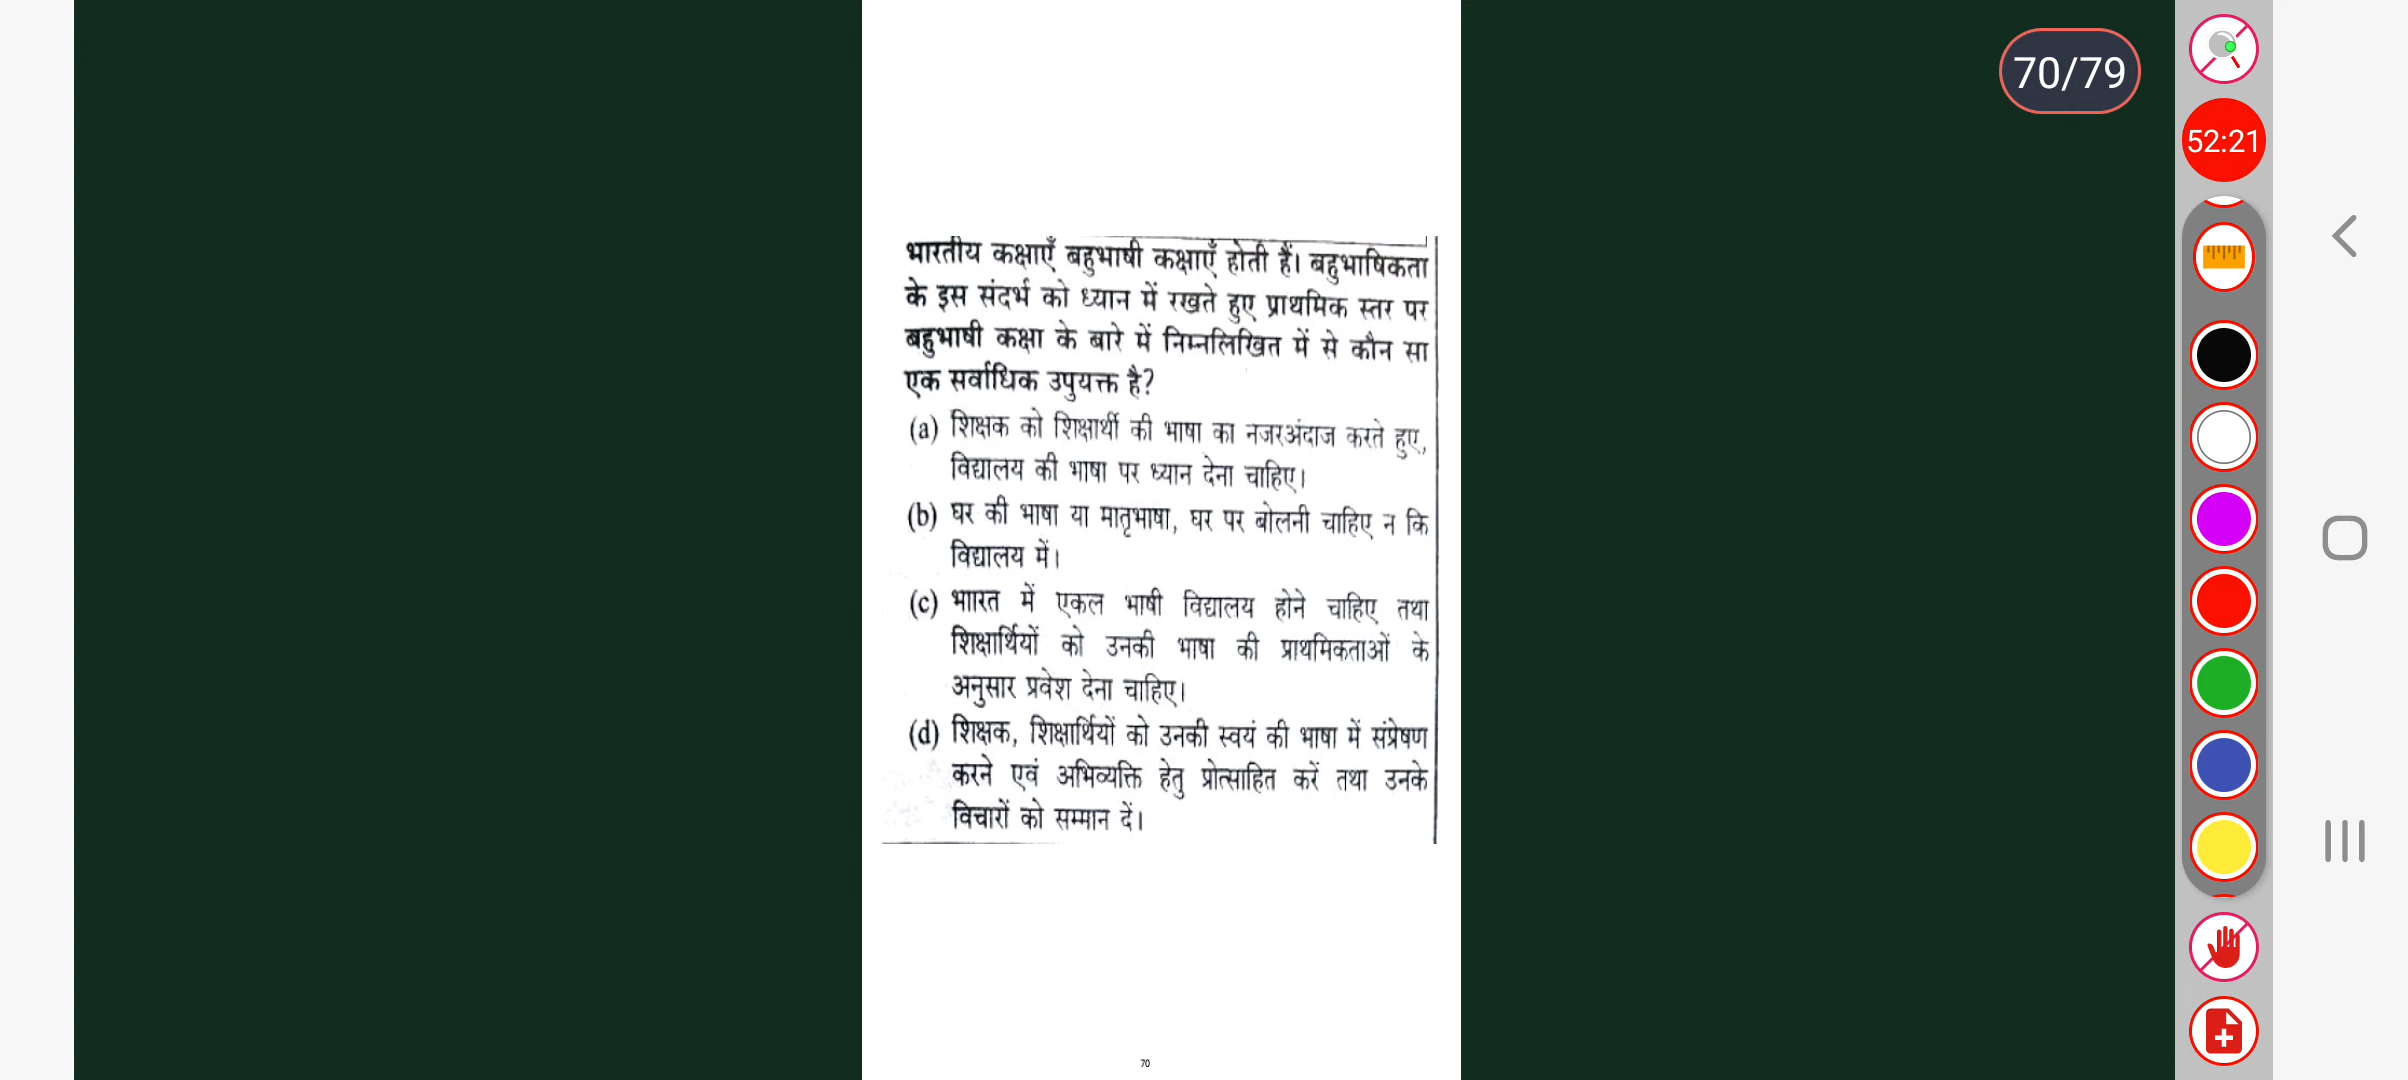 70/79
52:21
भारतीय कक्षाएँ बहुभाषी कक्षाएँ होती हैं। बहुभाषिकता
के इस संदर्भ को ध्यान में रखते हुए प्राथमिक स्तर पर
बहुभाषी कक्षा के बारे में निम्नलिखित में से कौन सा
एक सर्वाधिक उपुयक्त है?
(a) शिक्षक को शिक्षार्थी की भाषा का नजरअंदाज करते हुए,
विद्यालय की भाषा पर ध्यान देना चाहिए।
(b) घर की भाषा या मातृभाषा, घर पर बोलनी चाहिए न कि
विद्यालय में।
(c) भाारत में एकल भाषी विद्यालय होने चाहिए तथा
शिक्षार्थियों को उनकी भाषा की प्राथमिकताओं के
अनुसार प्रवेश देना चाहिए।
(d) शिक्षक, शिक्षार्थियों को उनकी स्वयं की भाषा में संप्रेषण
करने एवं अभिव्यक्ति हेतु प्रोत्साहित करें तथा उनके
विचारों को सम्मान दें।
70